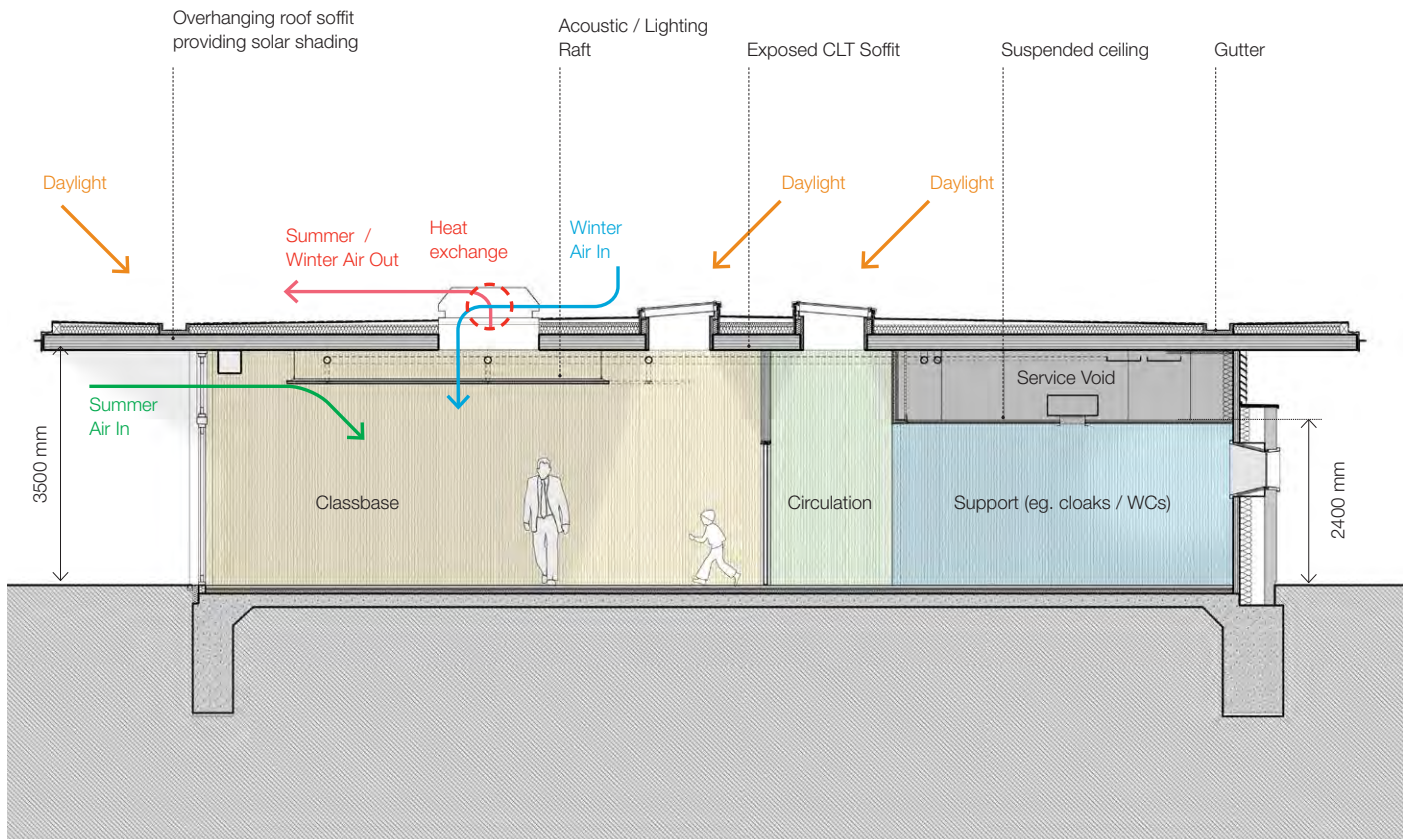 Overhanging roof soffit
providing solar shading
Acoustic / Lighting
Raft
Exposed CLT Soffit
Suspended ceiling
Gutter
Daylight
Summer /
Winter Air Out
Heat
exchange
Winter
Air In
Daylight
Daylight
Summer
Air In
3500 mm
Classbase
Circulation
Service Void
Support (eg. cloaks / WCs)
2400 mm